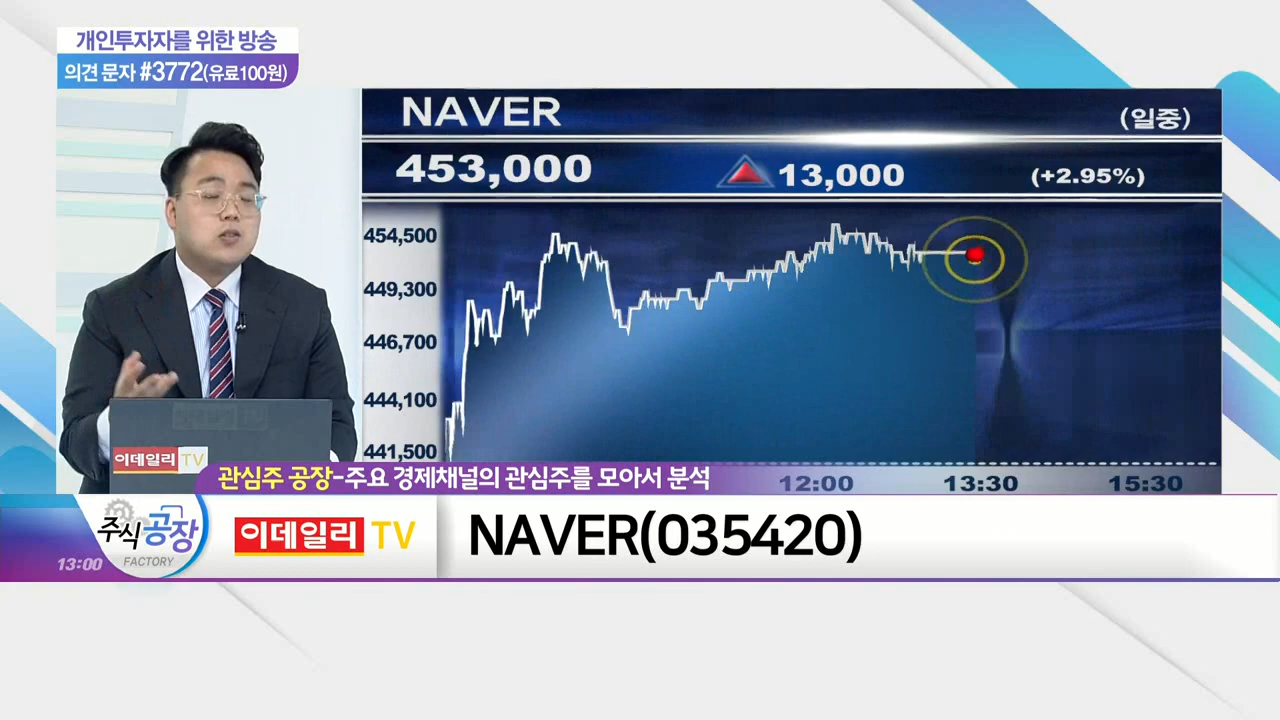 개인투자자를 위한 방송
의견 문자 #3772(유료100원)
NAVER
(일중)
453,000
13,000
(+2.95%)
454,500
449,300
446,700
444,100
441,500
12:00
13:30
15:30
이데일리 TV
관심주 공장-주요 경제채널의 관심주를 모아서 분석
주식공장
FACTORY
13:00
이데일리 TV
NAVER(035420)